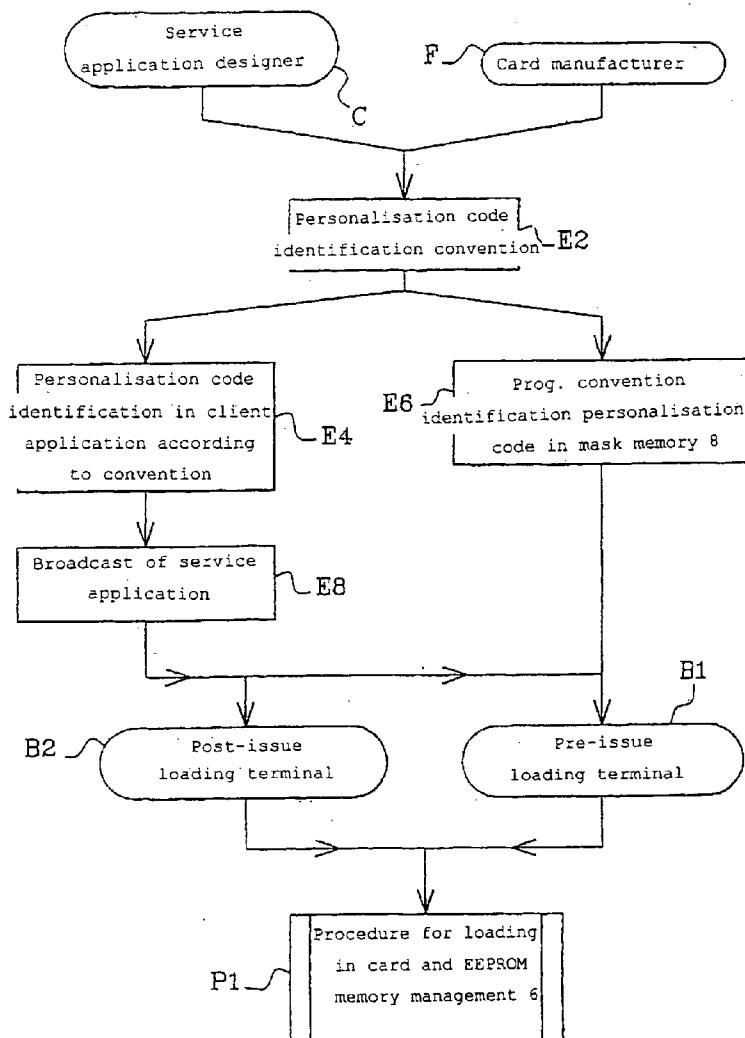 Service
application designer
C
F
Card manufacturer
Personalisation code
identification convention
E2
Personalisation code
identification in client
application according
to convention
E4
E6
Prog. convention
identification personalisation
code in mask memory 8
Broadcast of service
application
E8
B2
Post-issue
loading terminal
B1
Pre-issue
loading terminal
P1
Procedure for loading
in card and EEPROM
memory management 6